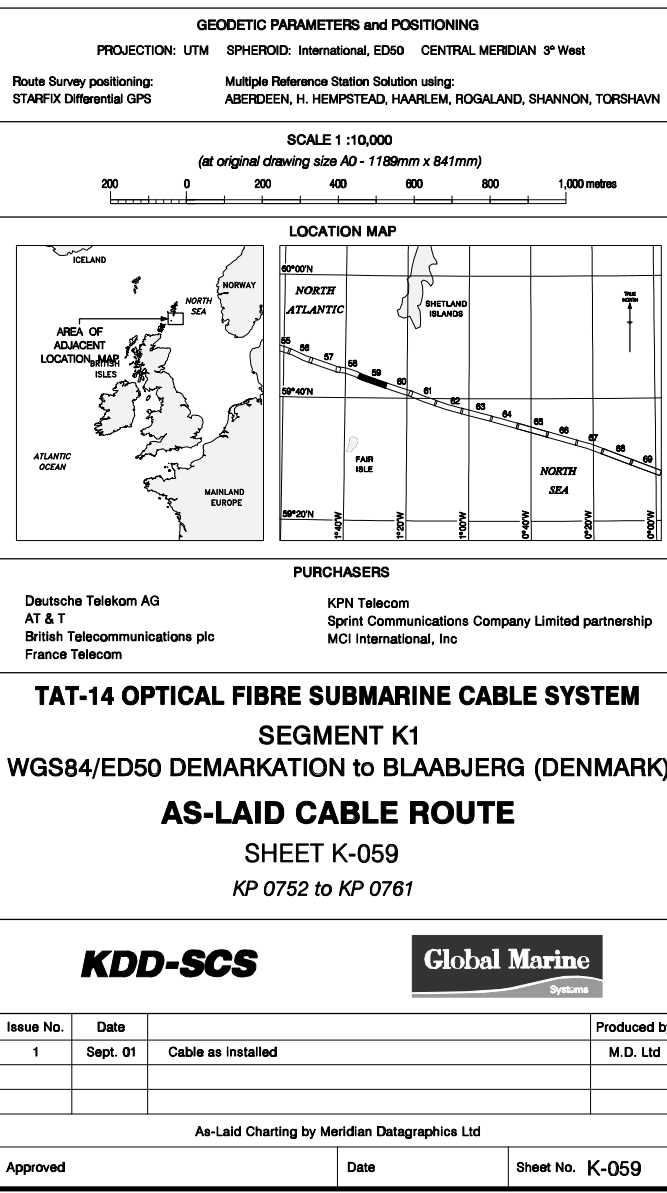 GEODETIC PARAMETERS and POSITIONING
PROJECTION: UTM SPHEROID: International, ED50 CENTRAL MERIDIAN 3° West
Route Survey positioning: Multiple Reference Station Solution using:
STARFIX Differential GPS ABERDEEN, H. HEMPSTEAD, HAARLEM, ROGALAND, SHANNON, TORSHAVN
SCALE 1 :10,000
(at original drawing size A0 - 1189mm x 841mm)
200 0 200 400 600 800 1,000 metres
LOCATION MAP
ICELAND
NORWAY
NORTH
SEA
AREA OF
ADJACENT
LOCATION MAP
BRITISH
ISLES
ATLANTIC
OCEAN
MAINLAND
EUROPE
60°00'N
NORTH
ATLANTIC
SHETLAND
ISLANDS
TRUE
NORTH
55 56 57 58 59 60 61 62 63 64 65 66 67 68 69
59°40'N
FAIR
ISLE
NORTH
SEA
59°20'N
1°40'W 1°20'W 1°00'W 0°40'W 0°20'W 0°00'W
PURCHASERS
Deutsche Telekom AG
AT & T
British Telecommunications plc
France Telecom
KPN Telecom
Sprint Communications Company Limited partnership
MCI International, Inc
TAT-14 OPTICAL FIBRE SUBMARINE CABLE SYSTEM
SEGMENT K1
WGS84/ED50 DEMARKATION to BLAABJERG (DENMARK)
AS-LAID CABLE ROUTE
SHEET K-059
KP 0752 to KP 0761
KDD-SCS
Global Marine
Systems
Issue No. Date Produced by
1 Sept. 01 Cable as installed M.D. Ltd
As-Laid Charting by Meridian Datagraphics Ltd
Approved Date Sheet No. K-059